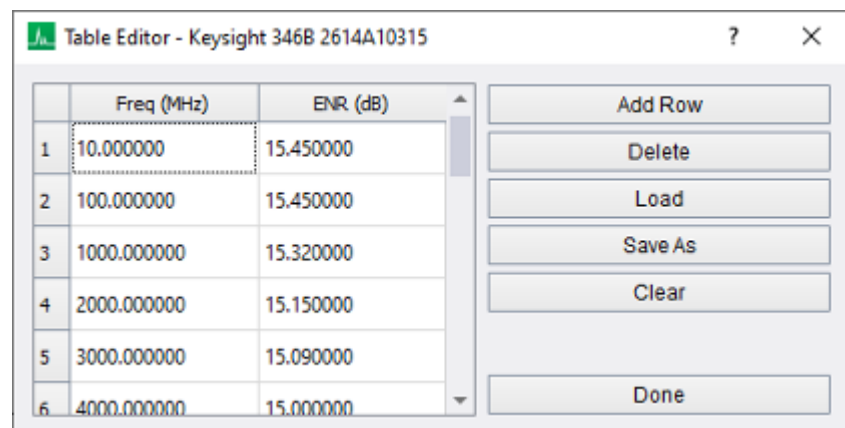 Table Editor - Keysight 346B 2614A10315 ? ×
Freq (MHz) ENR (dB)
1 10.000000 15.450000
2 100.000000 15.450000
3 1000.000000 15.320000
4 2000.000000 15.150000
5 3000.000000 15.090000
6 4000.000000 15.000000
Add Row
Delete
Load
Save As
Clear
Done